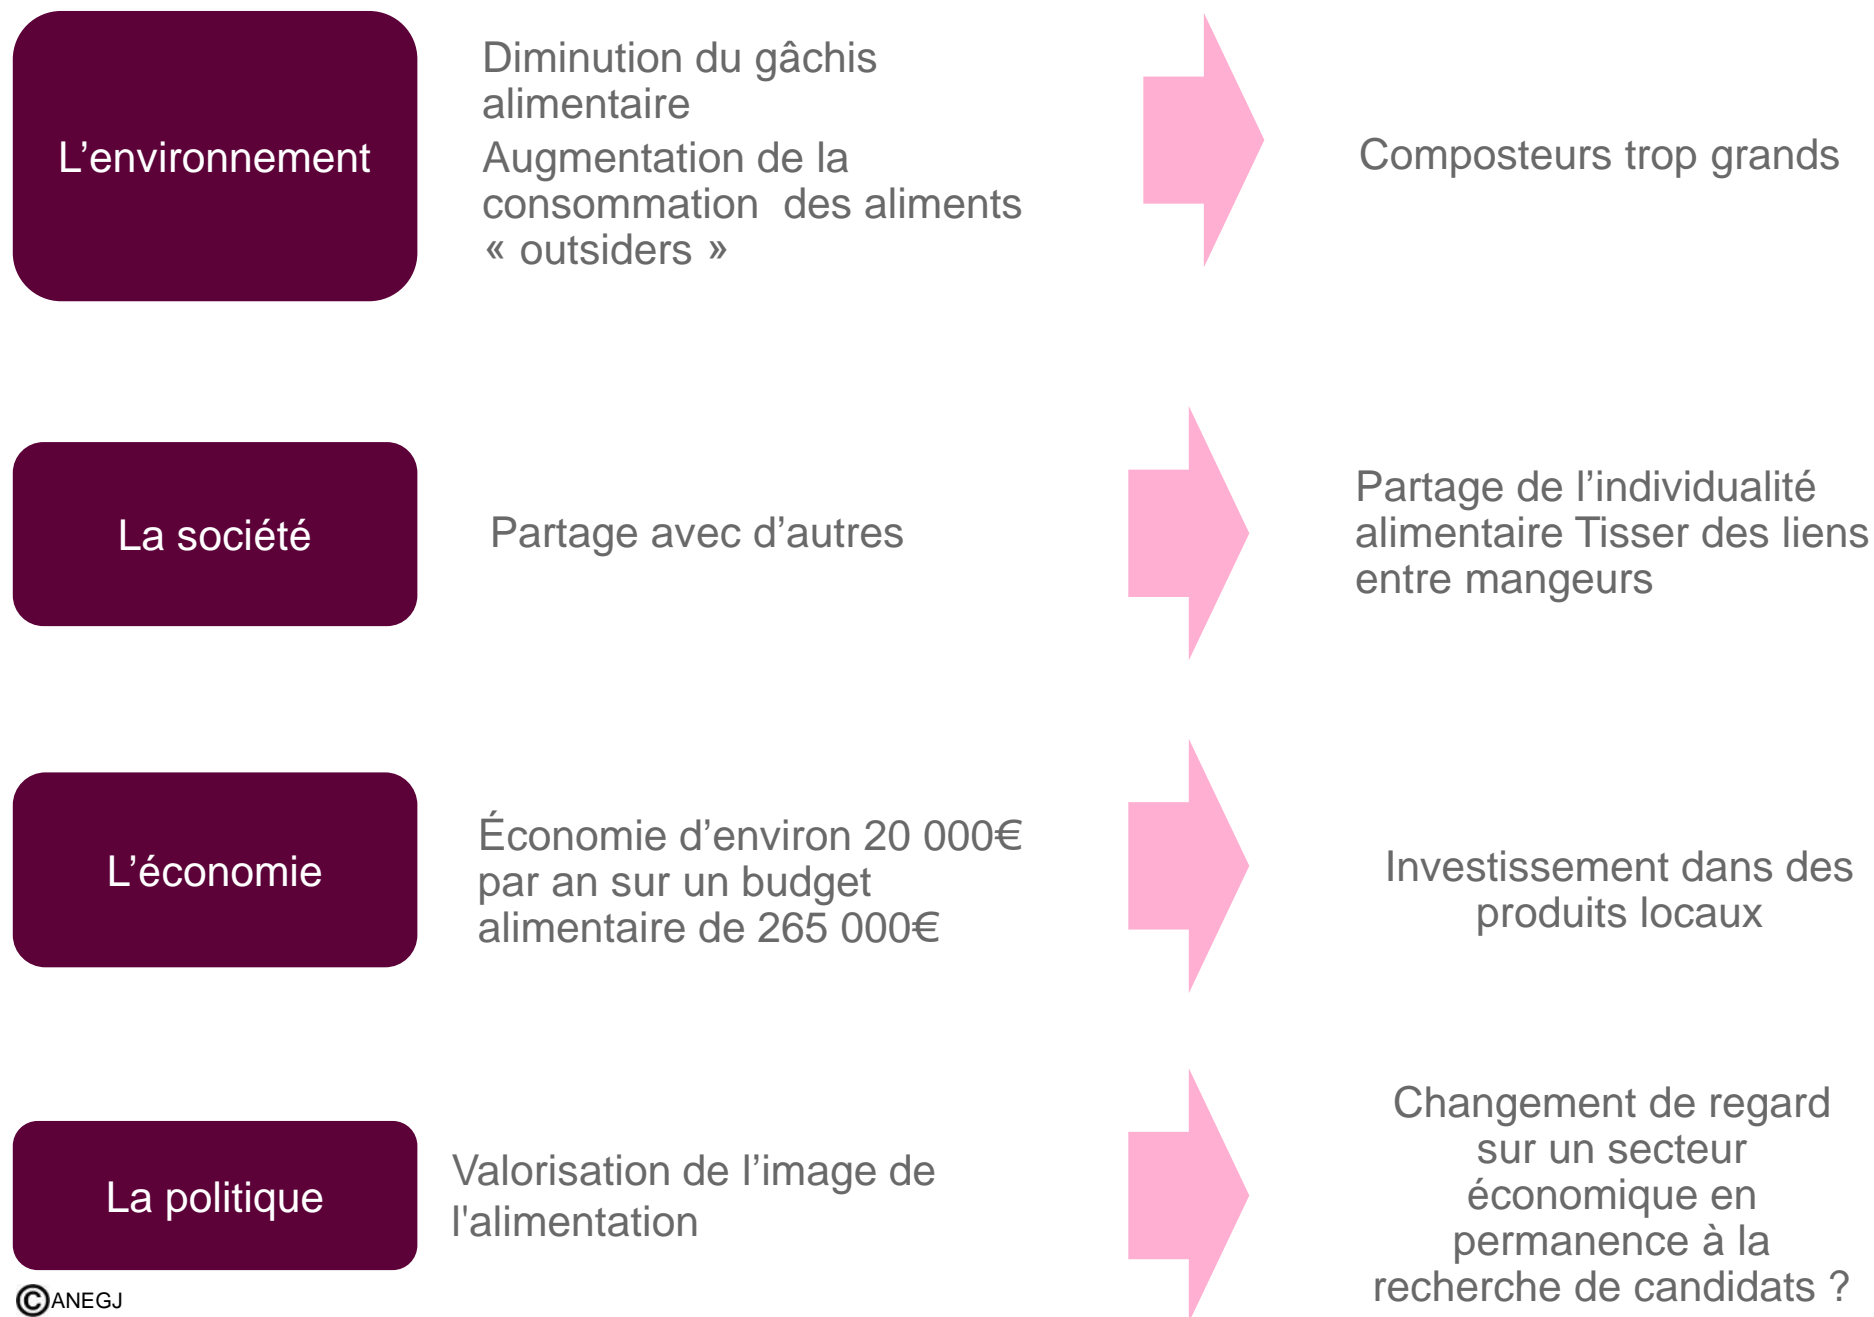 L’environnement
Diminution du gâchis
alimentaire
Augmentation de la
consommation  des aliments
« outsiders »
Composteurs trop grands
La société
Partage avec d’autres
Partage de l’individualité
alimentaire Tisser des liens
entre mangeurs
L’économie
Économie d’environ 20 000€
par an sur un budget
alimentaire de 265 000€
Investissement dans des
produits locaux
La politique
Valorisation de l’image de
l'alimentation
Changement de regard
sur un secteur
économique en
permanence à la
recherche de candidats ?
©ANEGJ